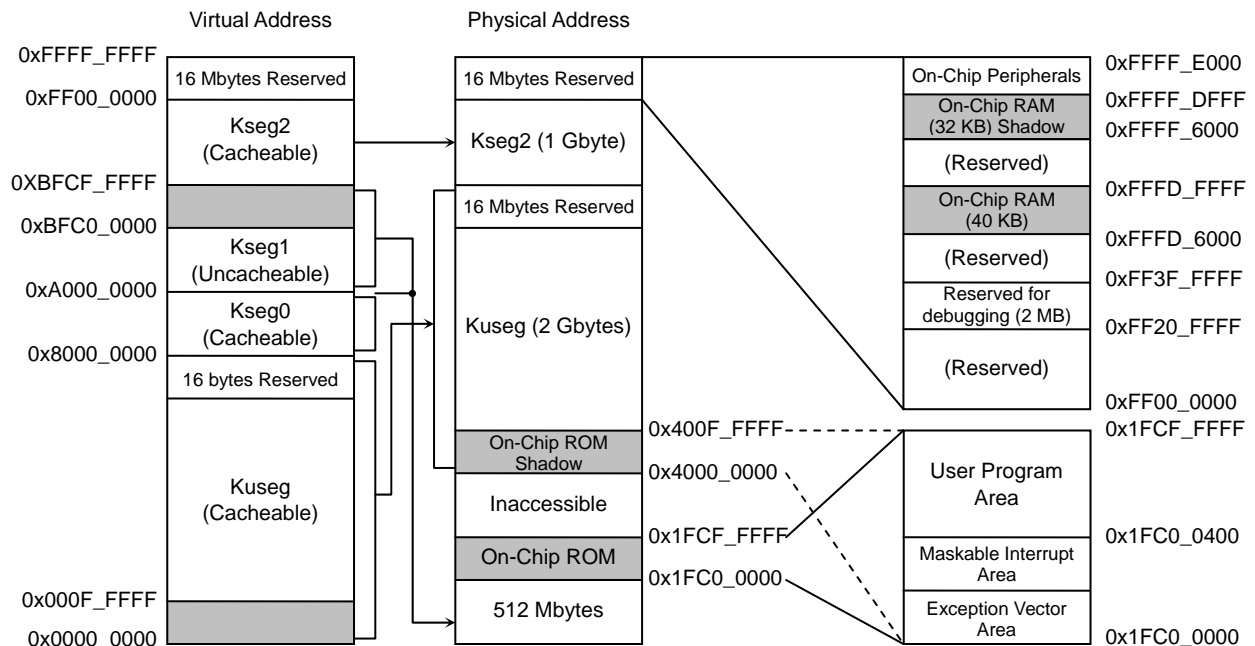 Virtual Address
Physical Address
0xFFFF_FFFF
0xFF00_0000
0XBFCF_FFFF
0xBFC0_0000
0xA000_0000
0x8000_0000
0x000F_FFFF
0x0000_0000
16 Mbytes Reserved
Kseg2
(Cacheable)
Kseg1
(Uncacheable)
Kseg0
(Cacheable)
16 bytes Reserved
Kuseg
(Cacheable)
16 Mbytes Reserved
Kseg2 (1 Gbyte)
16 Mbytes Reserved
Kuseg (2 Gbytes)
On-Chip ROM
Shadow
Inaccessible
On-Chip ROM
512 Mbytes
0x400F_FFFF
0x4000_0000
0x1FCF_FFFF
0x1FC0_0000
On-Chip Peripherals
On-Chip RAM
(32 KB) Shadow
(Reserved)
On-Chip RAM
(40 KB)
(Reserved)
Reserved for
debugging (2 MB)
(Reserved)
User Program
Area
Maskable Interrupt
Area
Exception Vector
Area
0xFFFF_E000
0xFFFF_DFFF
0xFFFF_6000
0xFFFD_FFFF
0xFFFD_6000
0xFF3F_FFFF
0xFF20_FFFF
0xFF00_0000
0x1FCF_FFFF
0x1FC0_0400
0x1FC0_0000